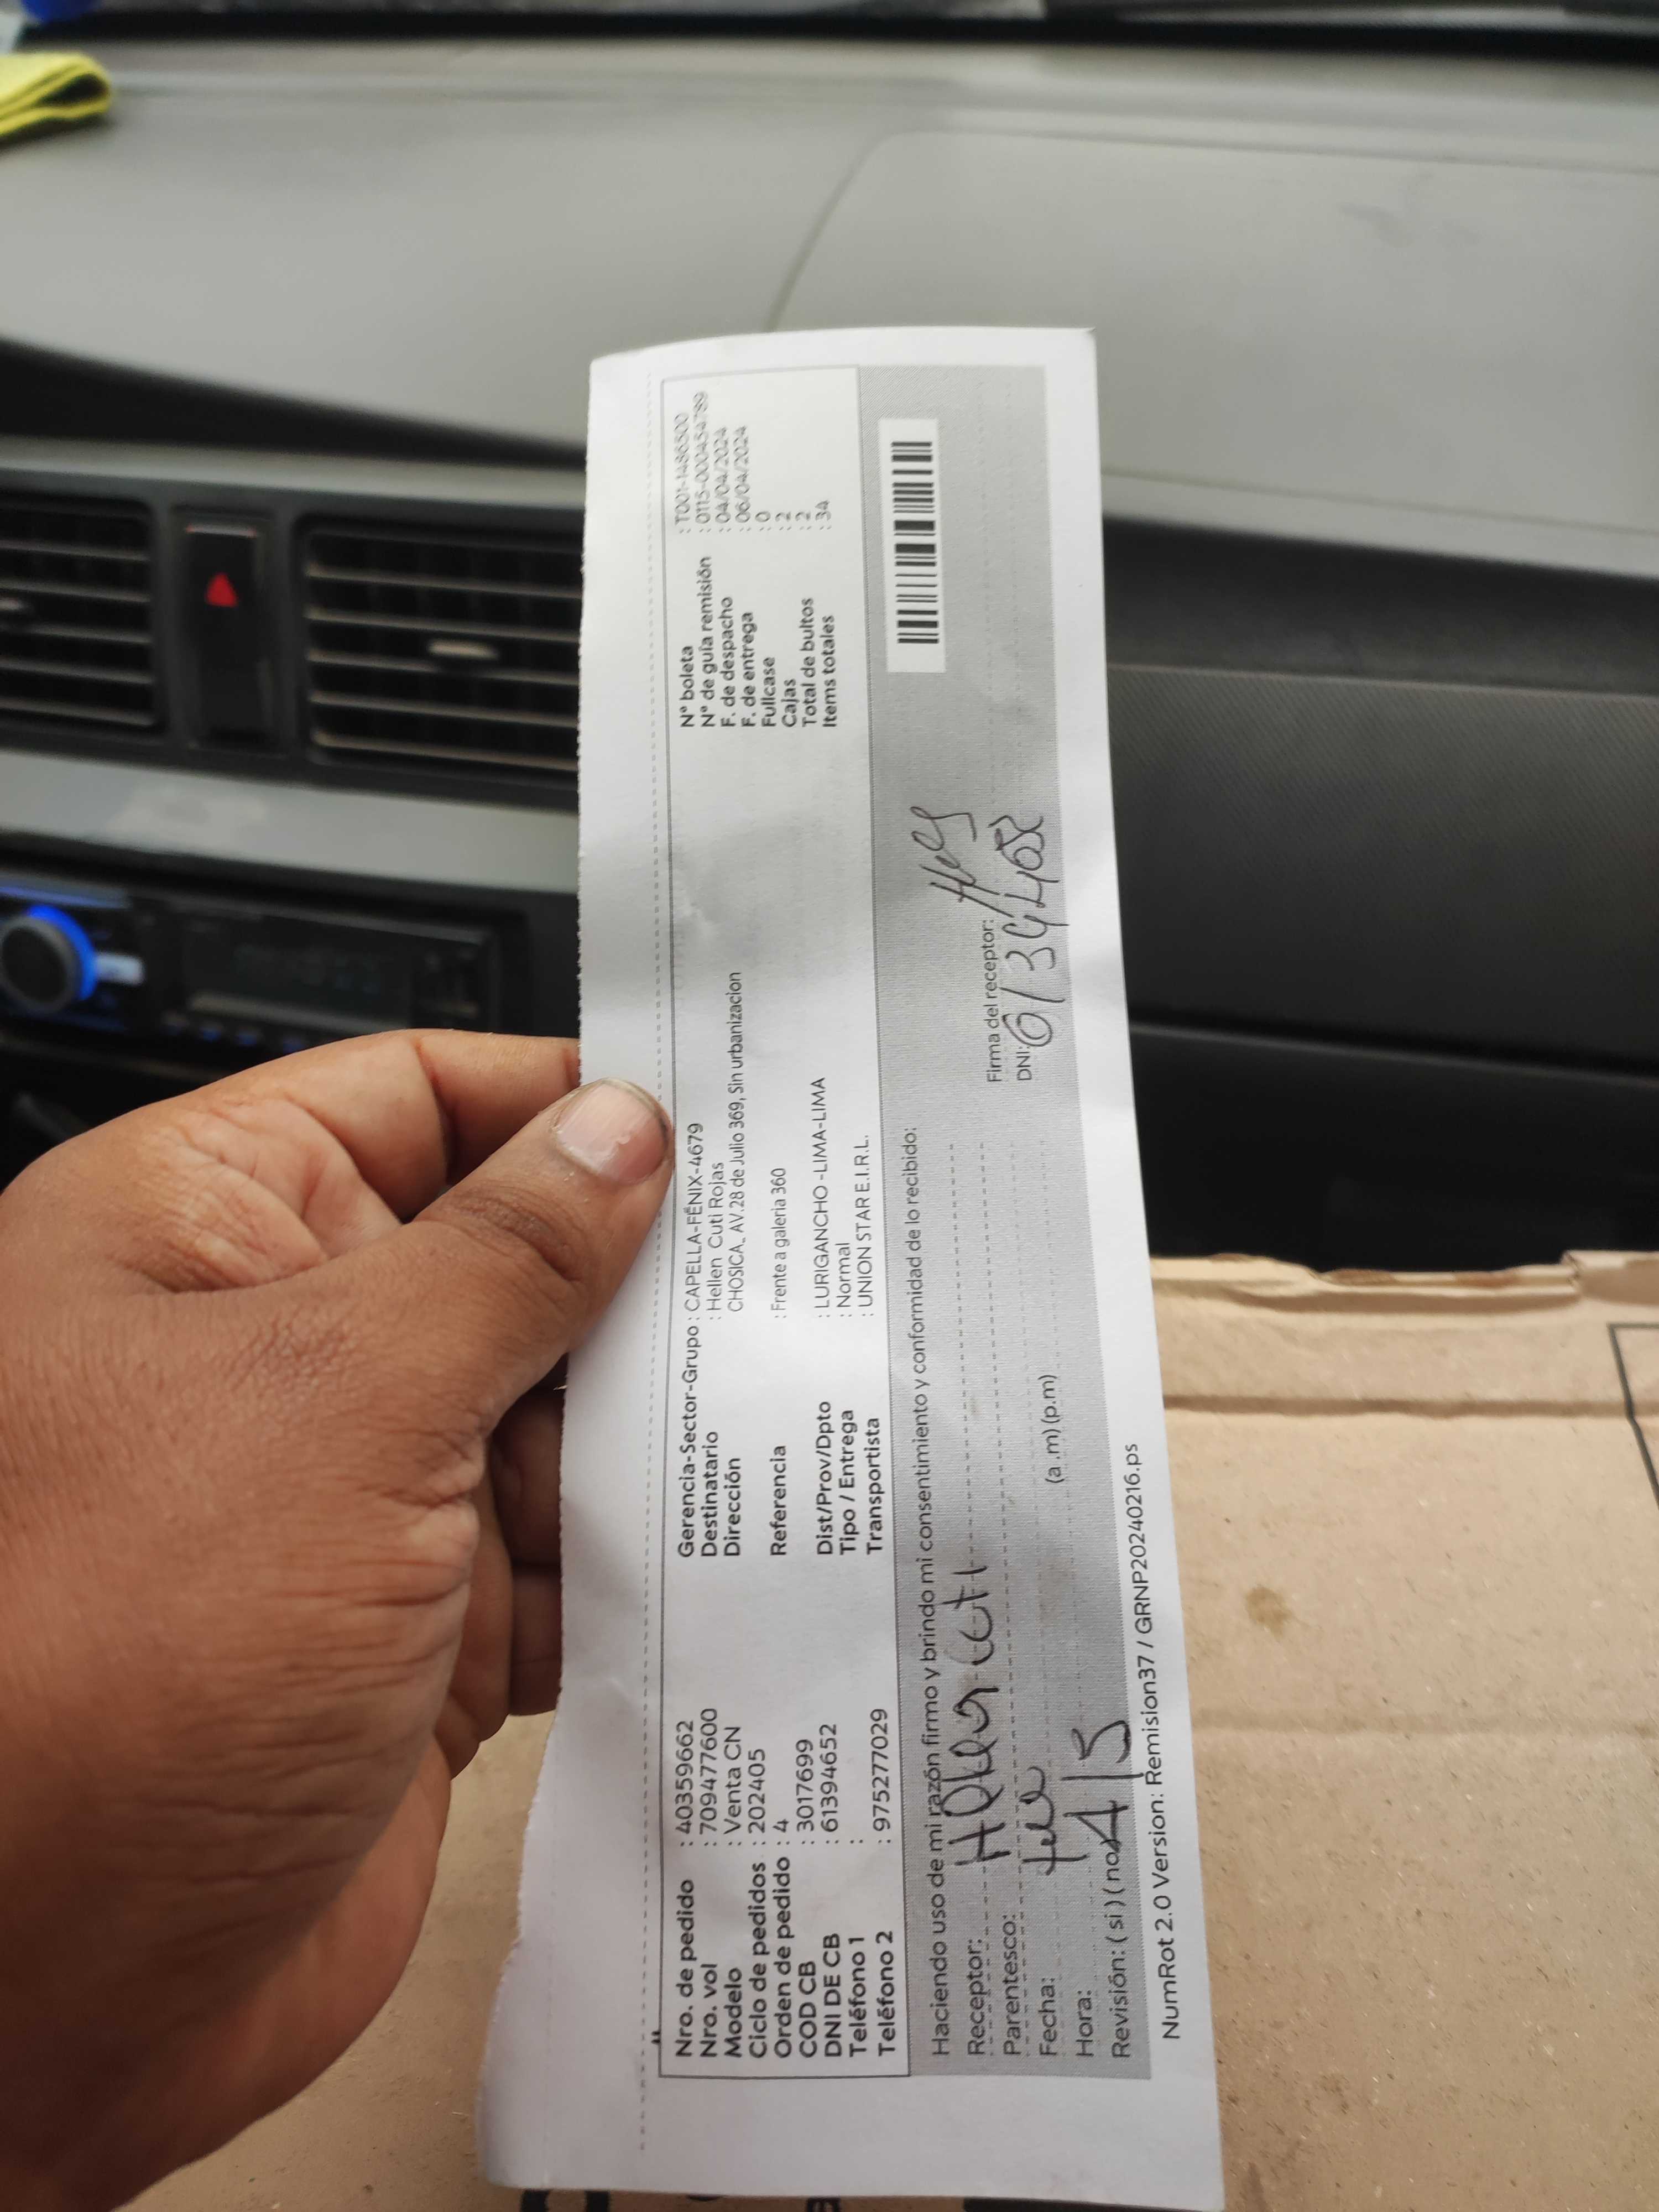 Nro. de pedido : 40359662
Nro. vol : 709477600
Modelo : Venta CN
Ciclo de pedidos : 202405
Orden de pedido : 4
COD CB : 3017699
DNI DE CB : 61394652
Teléfono 1 :
Teléfono 2 : 975277029
Gerencia-Sector-Grupo : CAPELLA-FÉNIX-4679
Destinatario : Hellen Cuti Rojas
Dirección CHOSICA_ AV.28 de Julio 369, Sin urbanizacion
Referencia : Frente a galeria 360
Dist/Prov/Dpto : LURIGANCHO-LIMA-LIMA
Tipo / Entrega : Normal
Transportista : UNION STAR E.I.R.L.
N° boleta : T001-1486500
N° de guía remisión : 0115-000454789
F. de despacho : 04/04/2024
F. de entrega : 06/04/2024
Fullcase : 0
Cajas : 2
Total de bultos : 2
Items totales : 34
Haciendo uso de mi razón firmo y brindo mi consentimiento y conformidad de lo recibido:
Receptor: Cuti
Parentesco:
Fecha:
Hora: (a .m) (p.m)
Revisión: ( si ) ( no
Firma del receptor:
DNI:
NumRot 2.0 Version: Remision37 / GRNP20240216.ps